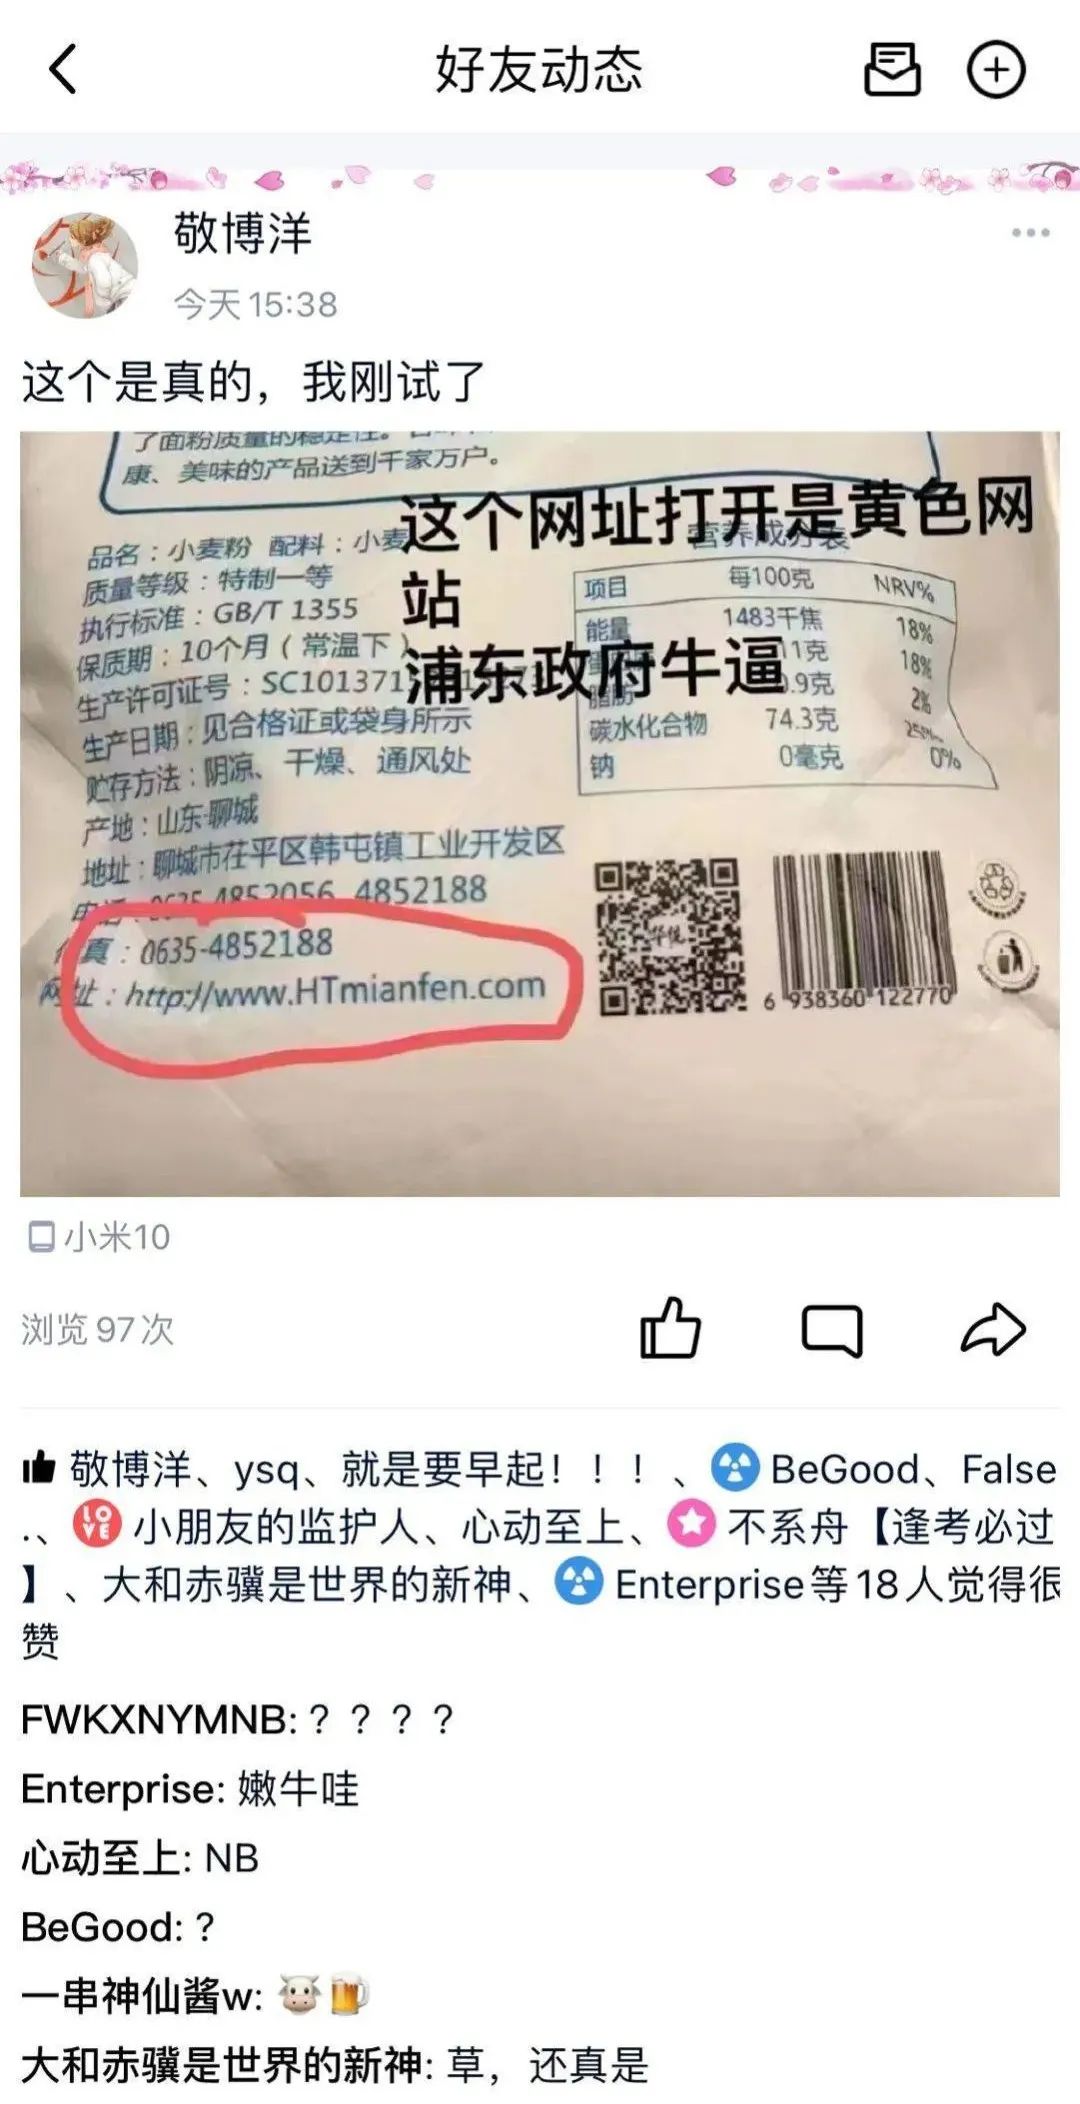 好友动态
敬博洋
今天 15:38
这个是真的，我刚试了
了面粉质量的稳定性。
康、美味的产品送到千家万户。
这个网址打开是黄色网
站
浦东政府牛逼
品名：小麦粉 配料：小麦
质量等级：特制一等
执行标准：GB/T 1355
保质期：10个月（常温下）
生产许可证号：SC101371
生产日期：见合格证或袋身所示
贮存方法：阴凉、干燥、通风处
产地：山东·聊城
地址：聊城市茌平区韩屯镇工业开发区
电话：0635-4852056 4852188
传真：0635-4852188
网址：http://www.HTmianfen.com
营养成分表
项目 每100克 NRV%
能量 1483千焦 18%
11克 18%
脂肪 0.9克 2%
碳水化合物 74.3克 25%
钠 0毫克 0%
华悦
6 938360 122770
小米10
浏览97次
敬博洋、ysq、就是要早起！！！、BeGood、False
.、LOVE 小朋友的监护人、心动至上、不系舟【逢考必过
】、大和赤骥是世界的新神、Enterprise等18人觉得很
赞
FWKXNYMNB:？？？？
Enterprise: 嫩牛哇
心动至上: NB
BeGood:？
一串神仙酱w: 🐮🍺
大和赤骥是世界的新神: 草，还真是